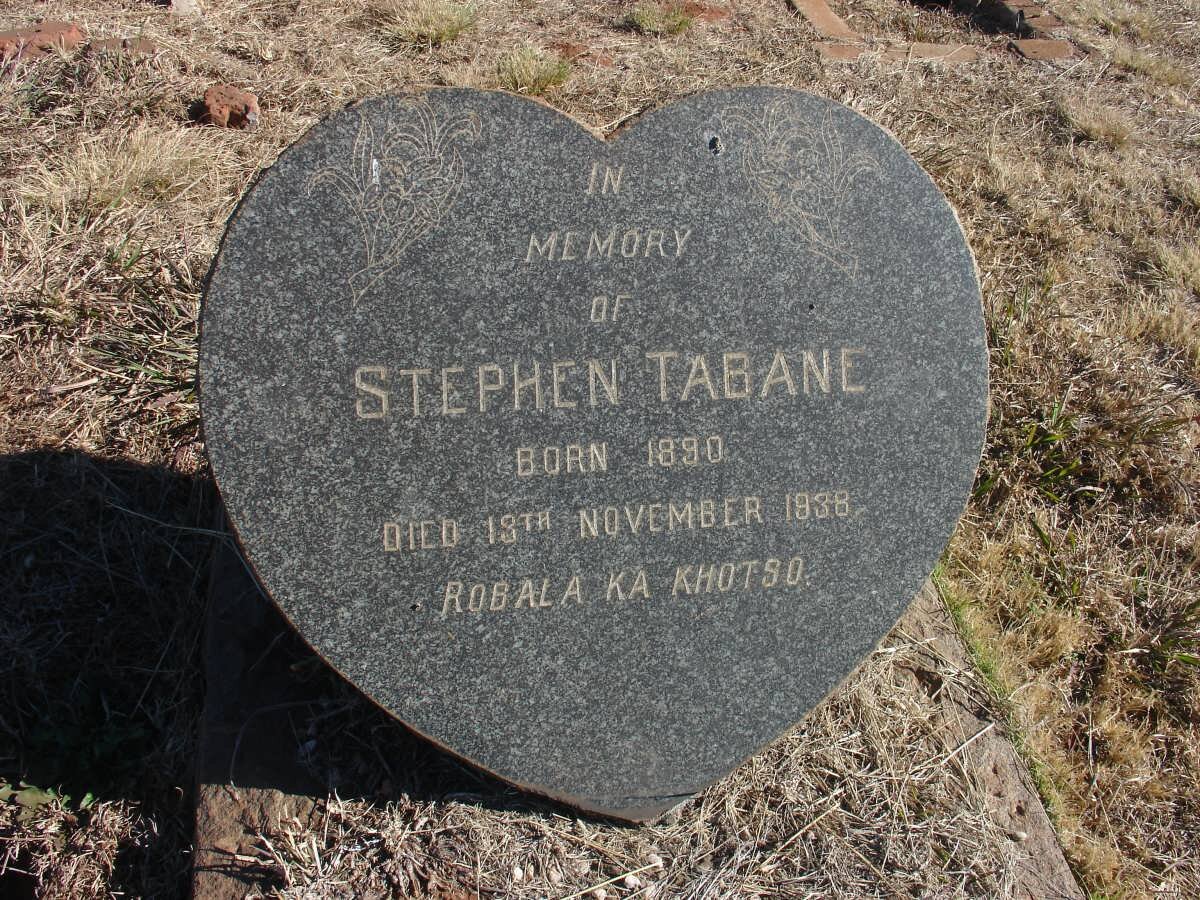 IN
MEMORY
OF
STEPHEN TABANE
BORN 1890.
DIED 13TH NOVEMBER 1938.
ROBALA KA KHOTSO.